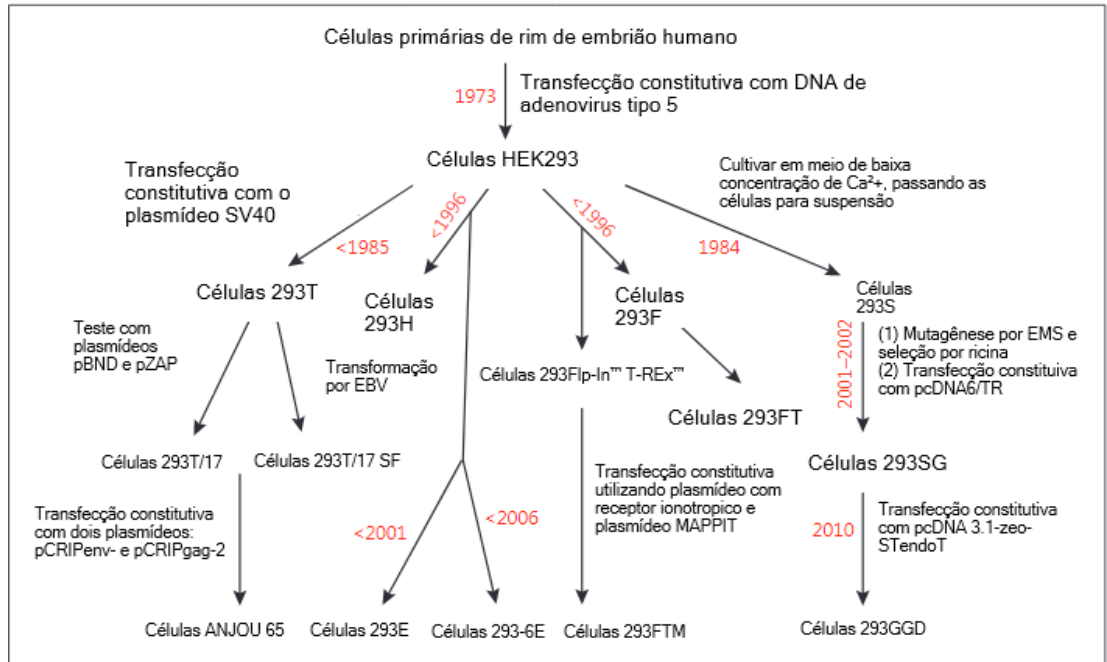 Células primárias de rim de embrião humano
1973
Transfecção constitutiva com DNA de
adenovirus tipo 5
Células HEK293
Transfecção
constitutiva com o
plasmídeo SV40
Cultivar em meio de baixa
concentração de Ca²+, passando as
células para suspensão
<1985
<1996
<1996
1984
Células 293T
Células
293H
Células
293F
Células
293S
Teste com
plasmídeos
pBND e pZAP
Transformação
por EBV
Células 293Flp-In™ T-REx™
2001–2002
(1) Mutagênese por EMS e
seleção por ricina
(2) Transfecção constituiva
com pcDNA6/TR
Células 293FT
Células 293T/17
Células 293T/17 SF
Células 293SG
Transfecção constitutiva
com dois plasmídeos:
pCRIPenv- e pCRIPgag-2
<2001
<2006
Transfecção constitutiva
utilizando plasmídeo com
receptor ionotropico e
plasmídeo MAPPIT
2010
Transfecção constitutiva
com pcDNA 3.1-zeo-
STendoT
Células ANJOU 65
Células 293E
Células 293-6E
Células 293FTM
Células 293GGD